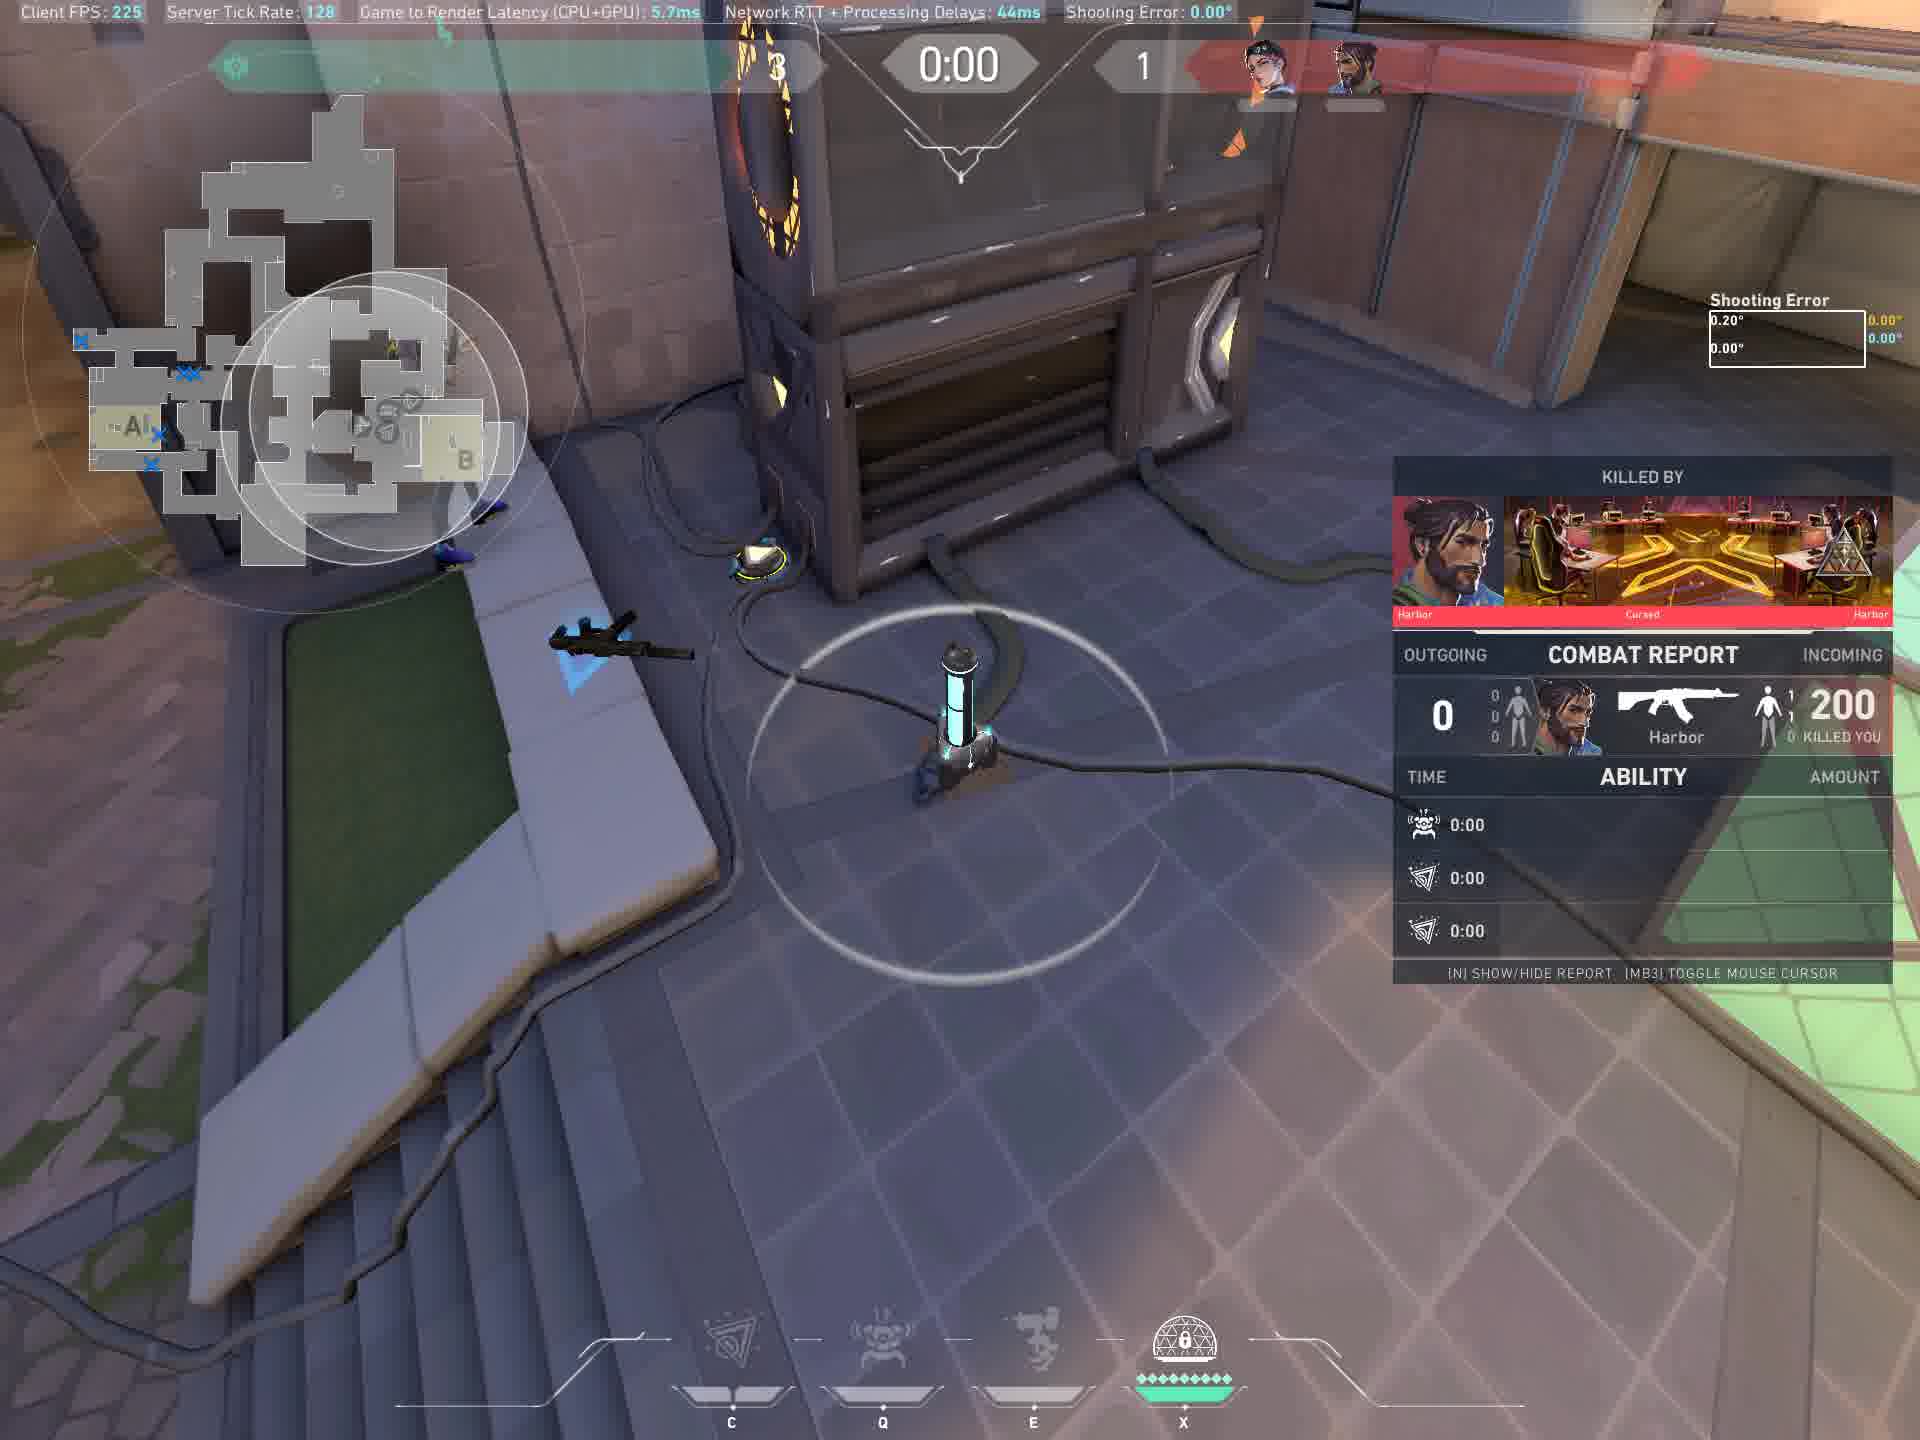 Client FPS: 225 Server Tick Rate: 128 Game to Render Latency (CPU+GPU): 5.7ms Network RTT + Processing Delays: 44ms Shooting Error: 0.00°
3 0:00 1
A
B
Shooting Error
0.20° 0.00°
0.00° 0.00°
KILLED BY
Harbor Cursed Harbor
OUTGOING COMBAT REPORT INCOMING
0 0 0 0 Harbor 1 1 0 200 KILLED YOU
TIME ABILITY AMOUNT
0:00
0:00
0:00
[N] SHOW/HIDE REPORT [MB3] TOGGLE MOUSE CURSOR
C Q E X